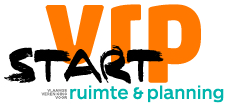 VRP
START
VLAAMSE
VERENIGING
VOOR
ruimte & planning